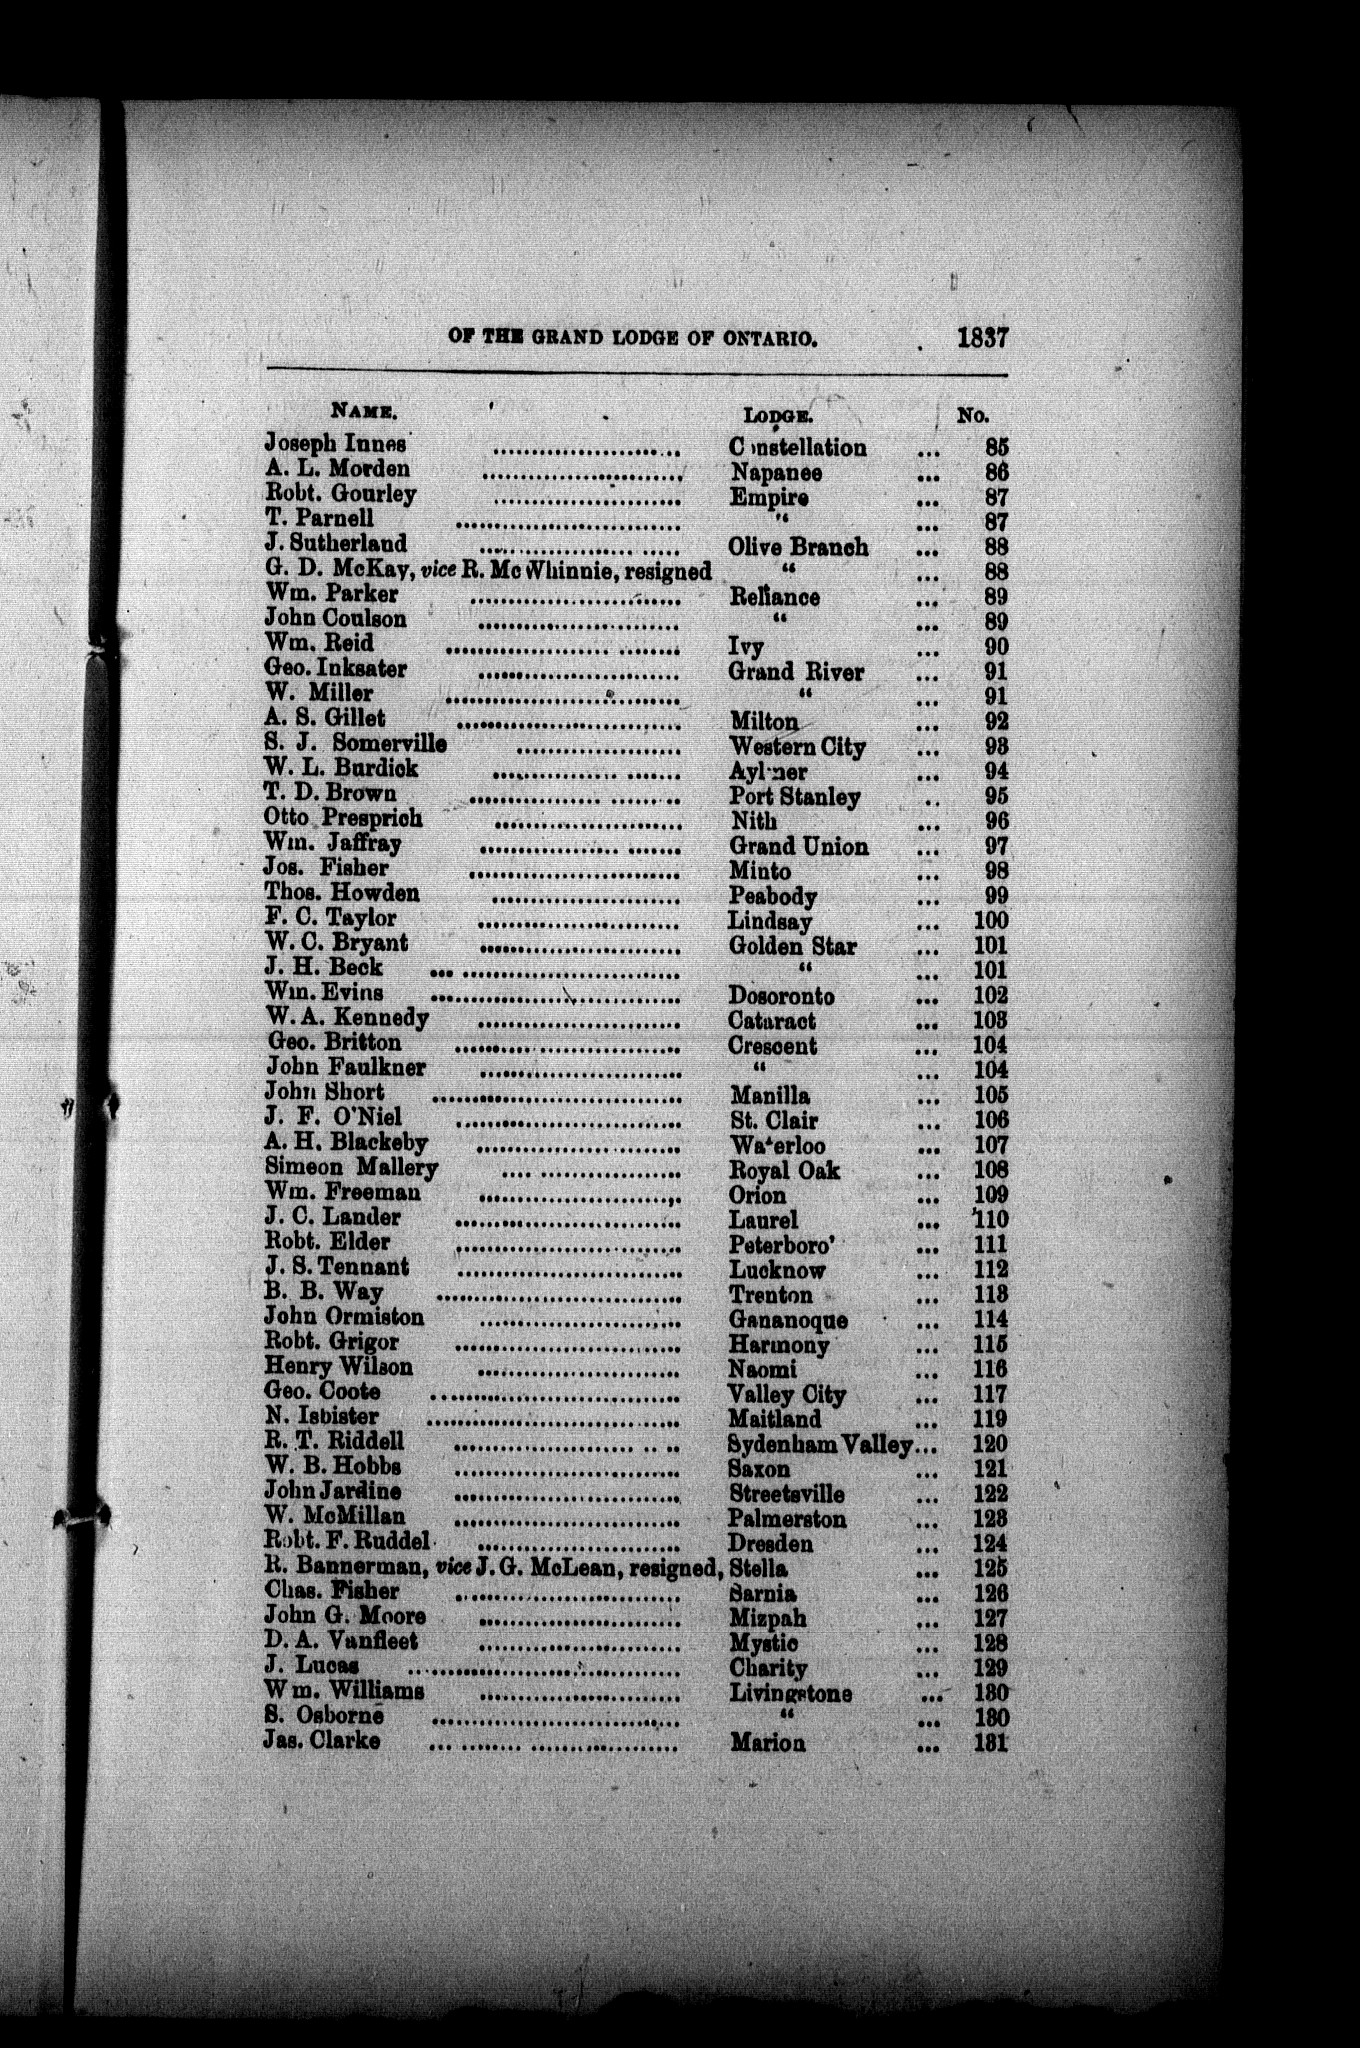 OF THE GRAND LODGE OF ONTARIO. 1837
NAME. LODGE. No.
Joseph Innes ........................ Constellation ... 85
A. L. Morden ........................ Napanee ... 86
Robt. Gourley ........................ Empire ... 87
T. Parnell ........................ “ ... 87
J. Sutherland ........................ Olive Branch ... 88
G. D. McKay, vice R. McWhinnie, resigned “ ... 88
Wm. Parker ........................ Reliance ... 89
John Coulson ........................ “ ... 89
Wm. Reid ........................ Ivy ... 90
Geo. Inksater ........................ Grand River ... 91
W. Miller ........................ “ ... 91
A. S. Gillet ........................ Milton ... 92
S. J. Somerville ........................ Western City ... 93
W. L. Burdick ........................ Aylmer ... 94
T. D. Brown ........................ Port Stanley .. 95
Otto Presprich ........................ Nith ... 96
Wm. Jaffray ........................ Grand Union ... 97
Jos. Fisher ........................ Minto ... 98
Thos. Howden ........................ Peabody ... 99
F. C. Taylor ........................ Lindsay ... 100
W. C. Bryant ........................ Golden Star ... 101
J. H. Beck ........................ “ ... 101
Wm. Evins ........................ Dosoronto ... 102
W. A. Kennedy ........................ Cataract ... 103
Geo. Britton ........................ Crescent ... 104
John Faulkner ........................ “ ... 104
John Short ........................ Manilla ... 105
J. F. O'Niel ........................ St. Clair ... 106
A. H. Blackeby ........................ Waterloo ... 107
Simeon Mallery ........................ Royal Oak ... 108
Wm. Freeman ........................ Orion ... 109
J. C. Lander ........................ Laurel ... 110
Robt. Elder ........................ Peterboro' ... 111
J. S. Tennant ........................ Lucknow ... 112
B. B. Way ........................ Trenton ... 113
John Ormiston ........................ Gananoque ... 114
Robt. Grigor ........................ Harmony ... 115
Henry Wilson ........................ Naomi ... 116
Geo. Coote ........................ Valley City ... 117
N. Isbister ........................ Maitland ... 119
R. T. Riddell ........................ Sydenham Valley... 120
W. B. Hobbs ........................ Saxon ... 121
John Jardine ........................ Streetsville ... 122
W. McMillan ........................ Palmerston ... 123
Robt. F. Ruddel ........................ Dresden ... 124
R. Bannerman, vice J. G. McLean, resigned, Stella ... 125
Chas. Fisher ........................ Sarnia ... 126
John G. Moore ........................ Mizpah ... 127
D. A. Vanfleet ........................ Mystic ... 128
J. Lucas ........................ Charity ... 129
Wm. Williams ........................ Livingstone ... 130
S. Osborne ........................ “ ... 130
Jas. Clarke ........................ Marion ... 131